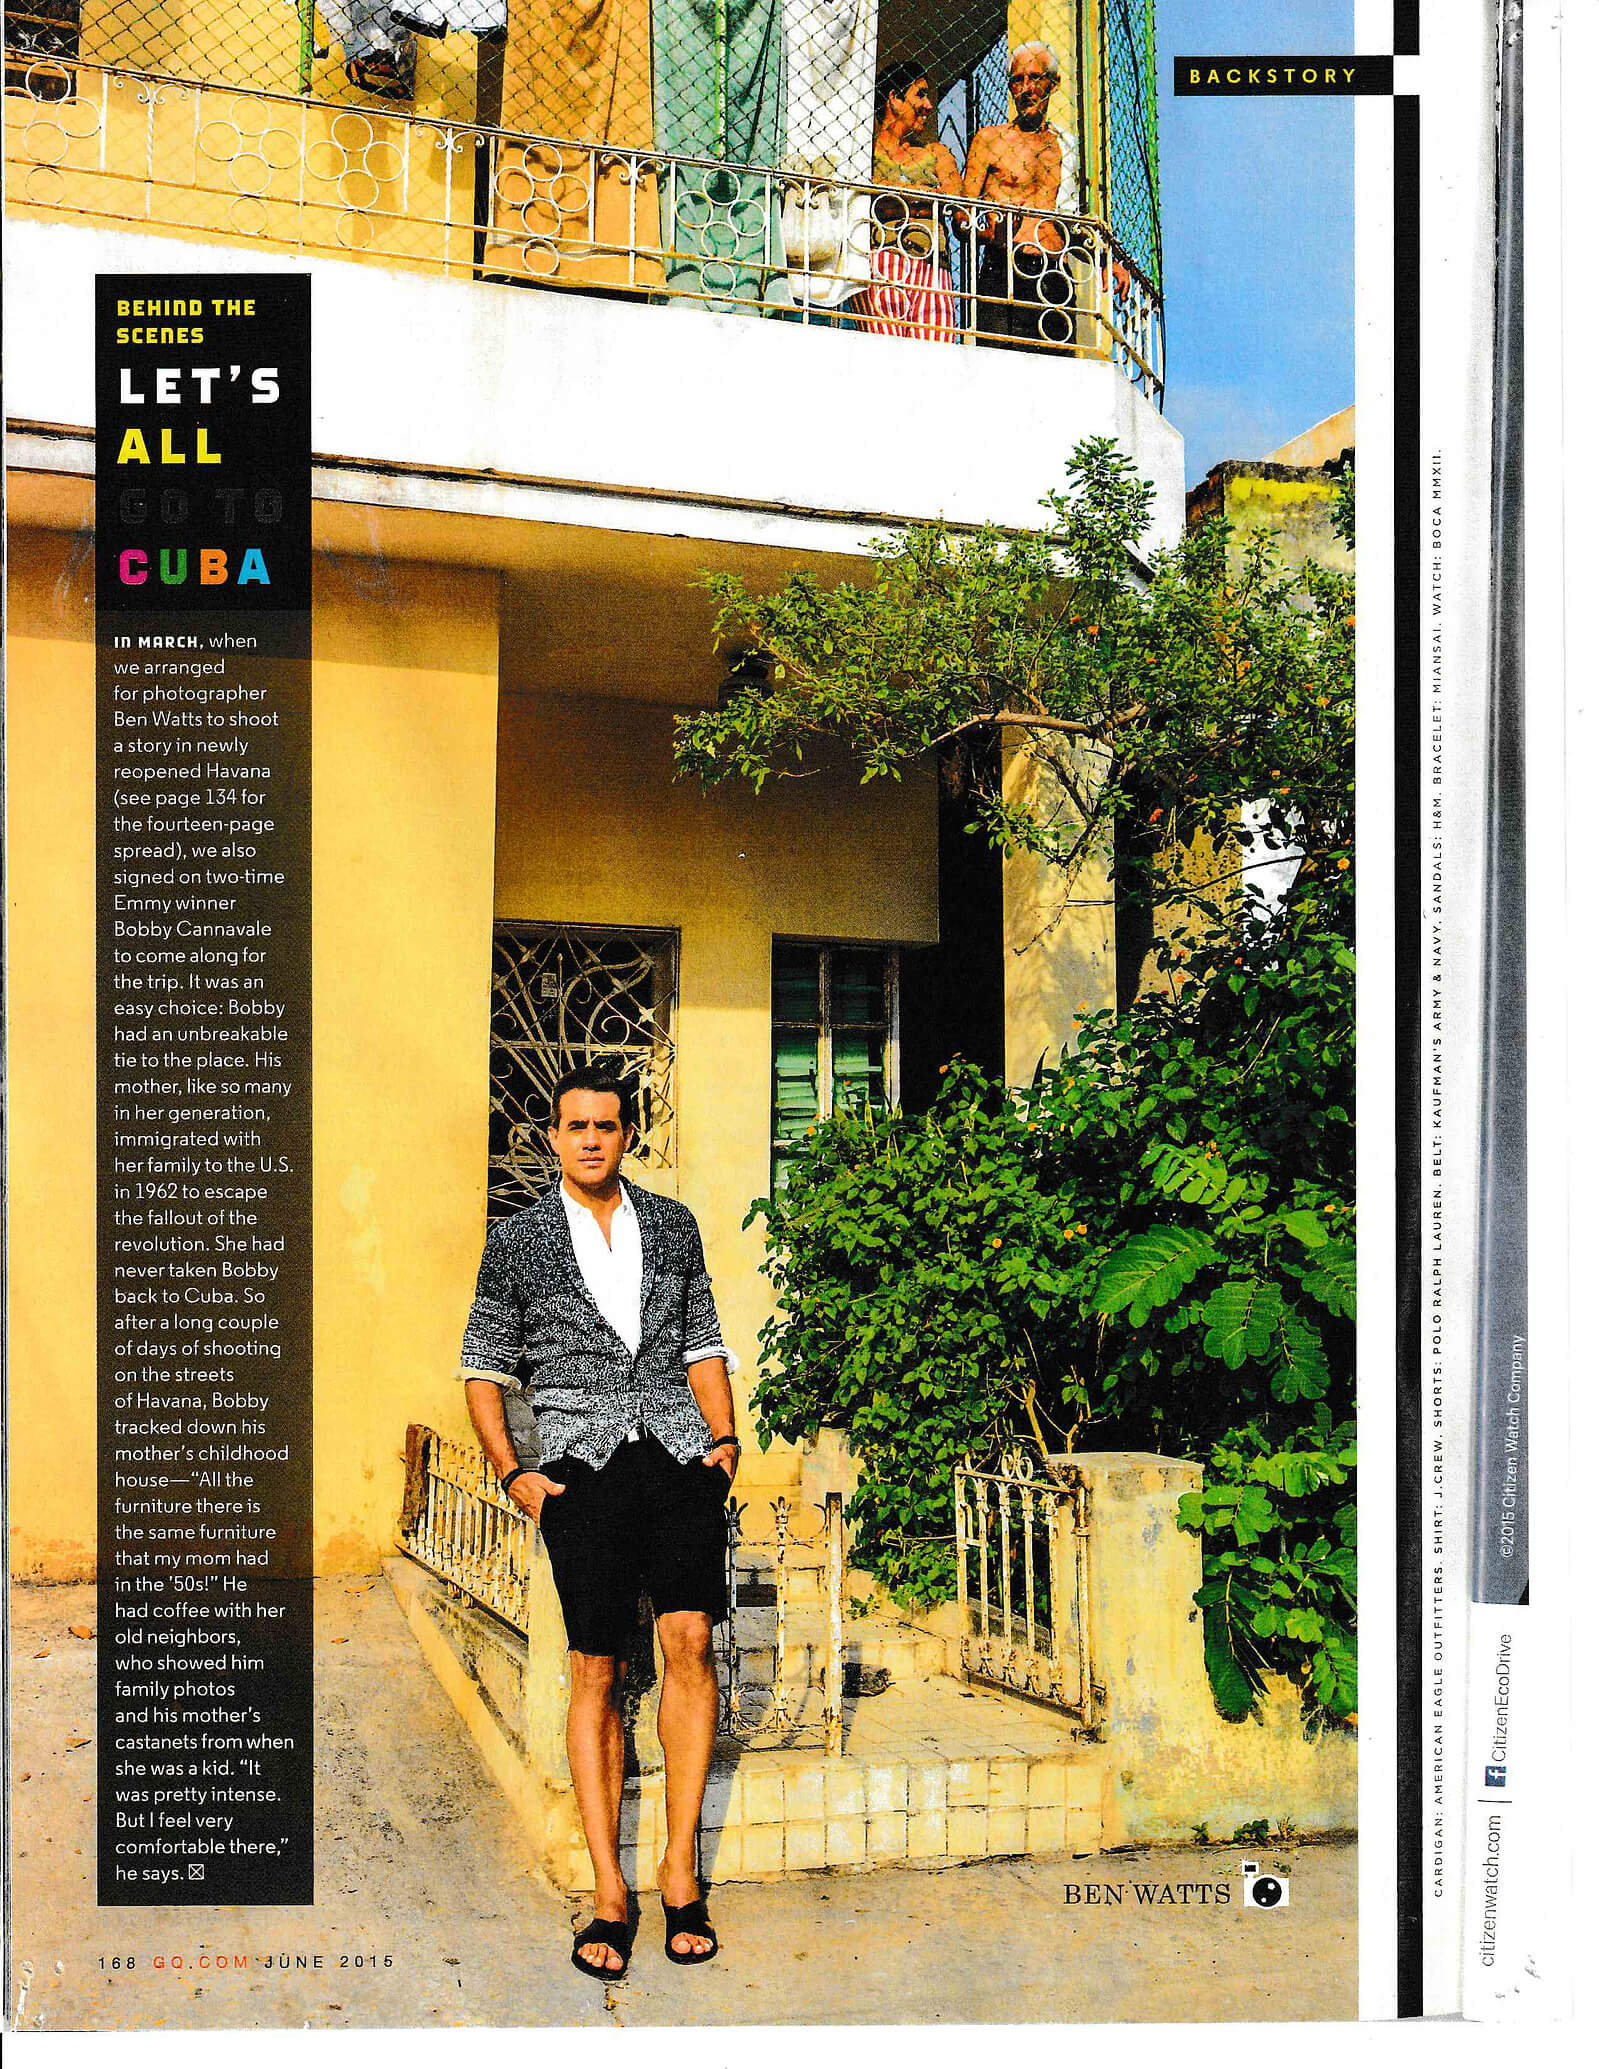 BACKSTORY
BEHIND THE
SCENES
LET'S
ALL
GO TO
CUBA
IN MARCH, when
we arranged
for photographer
Ben Watts to shoot
a story in newly
reopened Havana
(see page 134 for
the fourteen-page
spread), we also
signed on two-time
Emmy winner
Bobby Cannavale
to come along for
the trip. It was an
easy choice: Bobby
had an unbreakable
tie to the place. His
mother, like so many
in her generation,
immigrated with
her family to the U.S.
in 1962 to escape
the fallout of the
revolution. She had
never taken Bobby
back to Cuba. So
after a long couple
of days of shooting
on the streets
of Havana, Bobby
tracked down his
mother's childhood
house—“All the
furniture there is
the same furniture
that my mom had
in the '50s!” He
had coffee with her
old neighbors,
who showed him
family photos
and his mother's
castanets from when
she was a kid. “It
was pretty intense.
But I feel very
comfortable there,”
he says.
BEN WATTS
168 GQ.COM JUNE 2015
CARDIGAN: AMERICAN EAGLE OUTFITTERS. SHIRT: J.CREW. SHORTS: POLO RALPH LAUREN. BELT: KAUFMAN'S ARMY & NAVY. SANDALS: H&M. BRACELET: MIANSAI. WATCH: BOCA MMXII.
©2015 Citizen Watch Company
citizenwatch.com | f CitizenEcoDrive